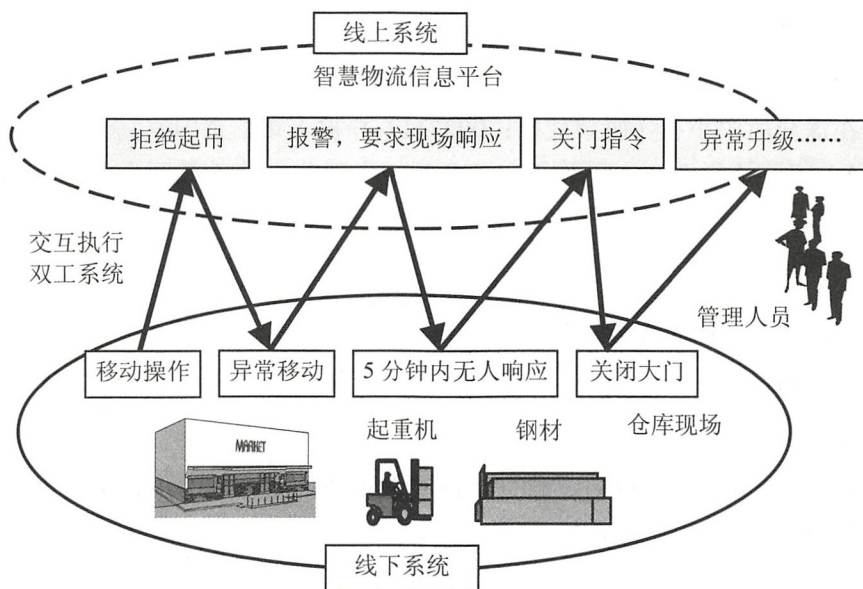 线上系统
智慧物流信息平台
拒绝起吊
报警，要求现场响应
关门指令
异常升级……
交互执行
双工系统
管理人员
移动操作
异常移动
5分钟内无人响应
关闭大门
MARKET
起重机
钢材
仓库现场
线下系统